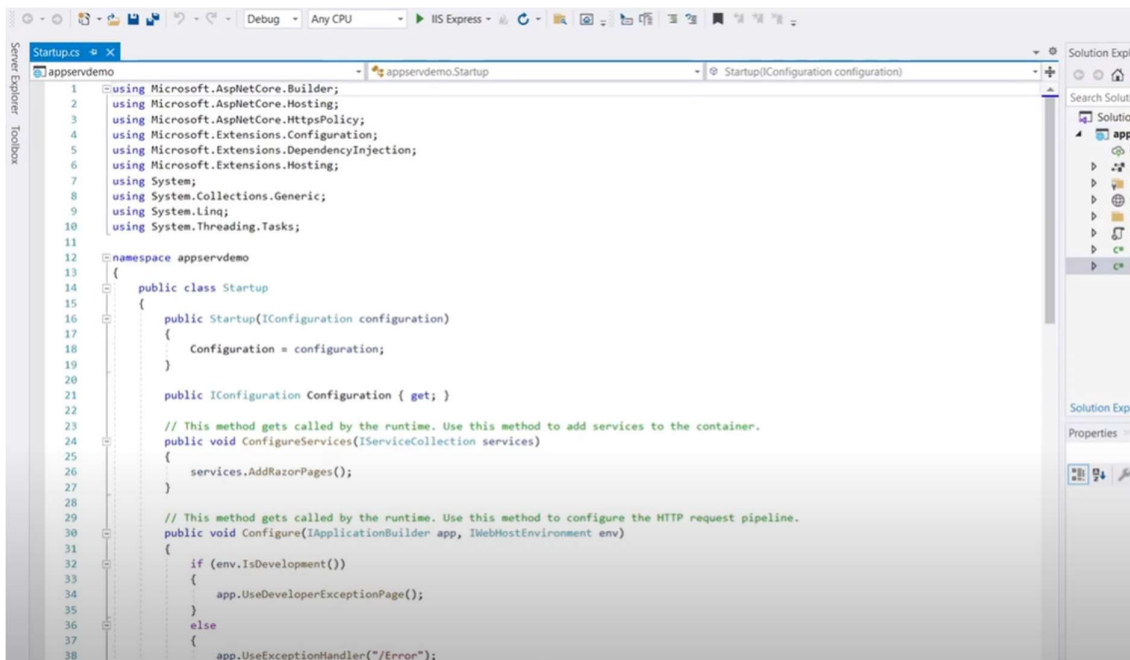 Debug
Any CPU
IIS Express
Server Explorer
Toolbox
Startup.cs
Solution Expl
appservdemo
appservdemo.Startup
Startup(IConfiguration configuration)
Search Soluti
Solutio
app
1 using Microsoft.AspNetCore.Builder;
2 using Microsoft.AspNetCore.Hosting;
3 using Microsoft.AspNetCore.HttpsPolicy;
4 using Microsoft.Extensions.Configuration;
5 using Microsoft.Extensions.DependencyInjection;
6 using Microsoft.Extensions.Hosting;
7 using System;
8 using System.Collections.Generic;
9 using System.Linq;
10 using System.Threading.Tasks;
11
12 namespace appservdemo
13 {
14 public class Startup
15 {
16 public Startup(IConfiguration configuration)
17 {
18 Configuration = configuration;
19 }
20
21 public IConfiguration Configuration { get; }
22
23 // This method gets called by the runtime. Use this method to add services to the container.
24 public void ConfigureServices(IServiceCollection services)
25 {
26 services.AddRazorPages();
27 }
28
29 // This method gets called by the runtime. Use this method to configure the HTTP request pipeline.
30 public void Configure(IApplicationBuilder app, IWebHostEnvironment env)
31 {
32 if (env.IsDevelopment())
33 {
34 app.UseDeveloperExceptionPage();
35 }
36 else
37 {
38 app.UseExceptionHandler("/Error");
C#
C#
Solution Exp
Properties